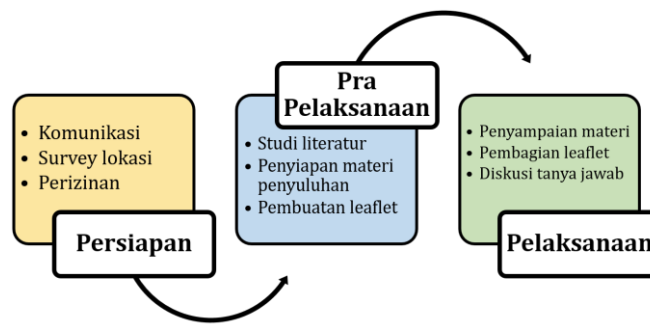 • Komunikasi
• Survey lokasi
• Perizinan
Persiapan
Pra
Pelaksanaan
• Studi literatur
• Penyiapan materi
penyuluhan
• Pembuatan leaflet
• Penyampaian materi
• Pembagian leaflet
• Diskusi tanya jawab
Pelaksanaan